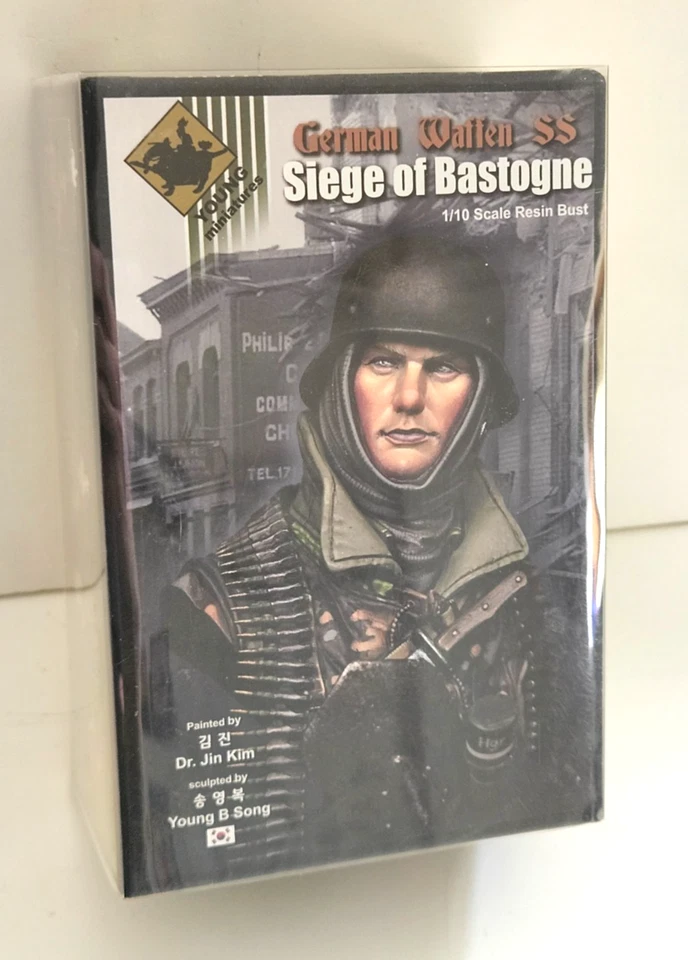 YOUNG
miniatures
German Waffen SS
Siege of Bastogne
1/10 Scale Resin Bust
PHILIP
C
COM
CH
TEL.17
Painted by
김 진
Dr. Jin Kim
sculpted by
송 영 복
Young B Song